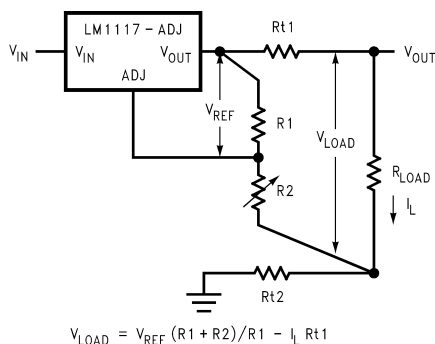 LM1117-ADJ
Rt1
V_IN
V_IN
V_OUT
V_OUT
ADJ
V_REF
R1
V_LOAD
R_LOAD
R2
I_L
Rt2
V_LOAD = V_REF (R1 + R2)/R1 - I_L Rt1